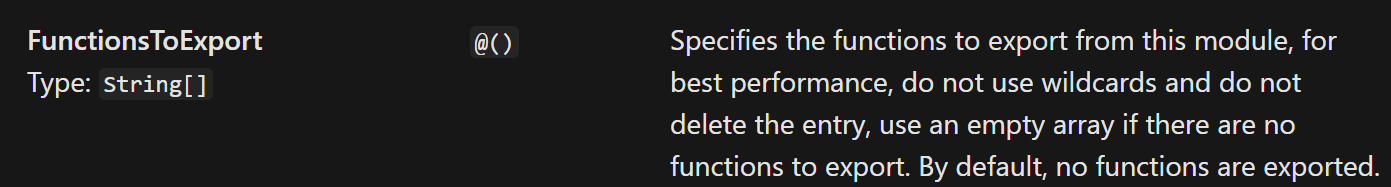 FunctionsToExport
Type: String[]
@()
Specifies the functions to export from this module, for
best performance, do not use wildcards and do not
delete the entry, use an empty array if there are no
functions to export. By default, no functions are exported.